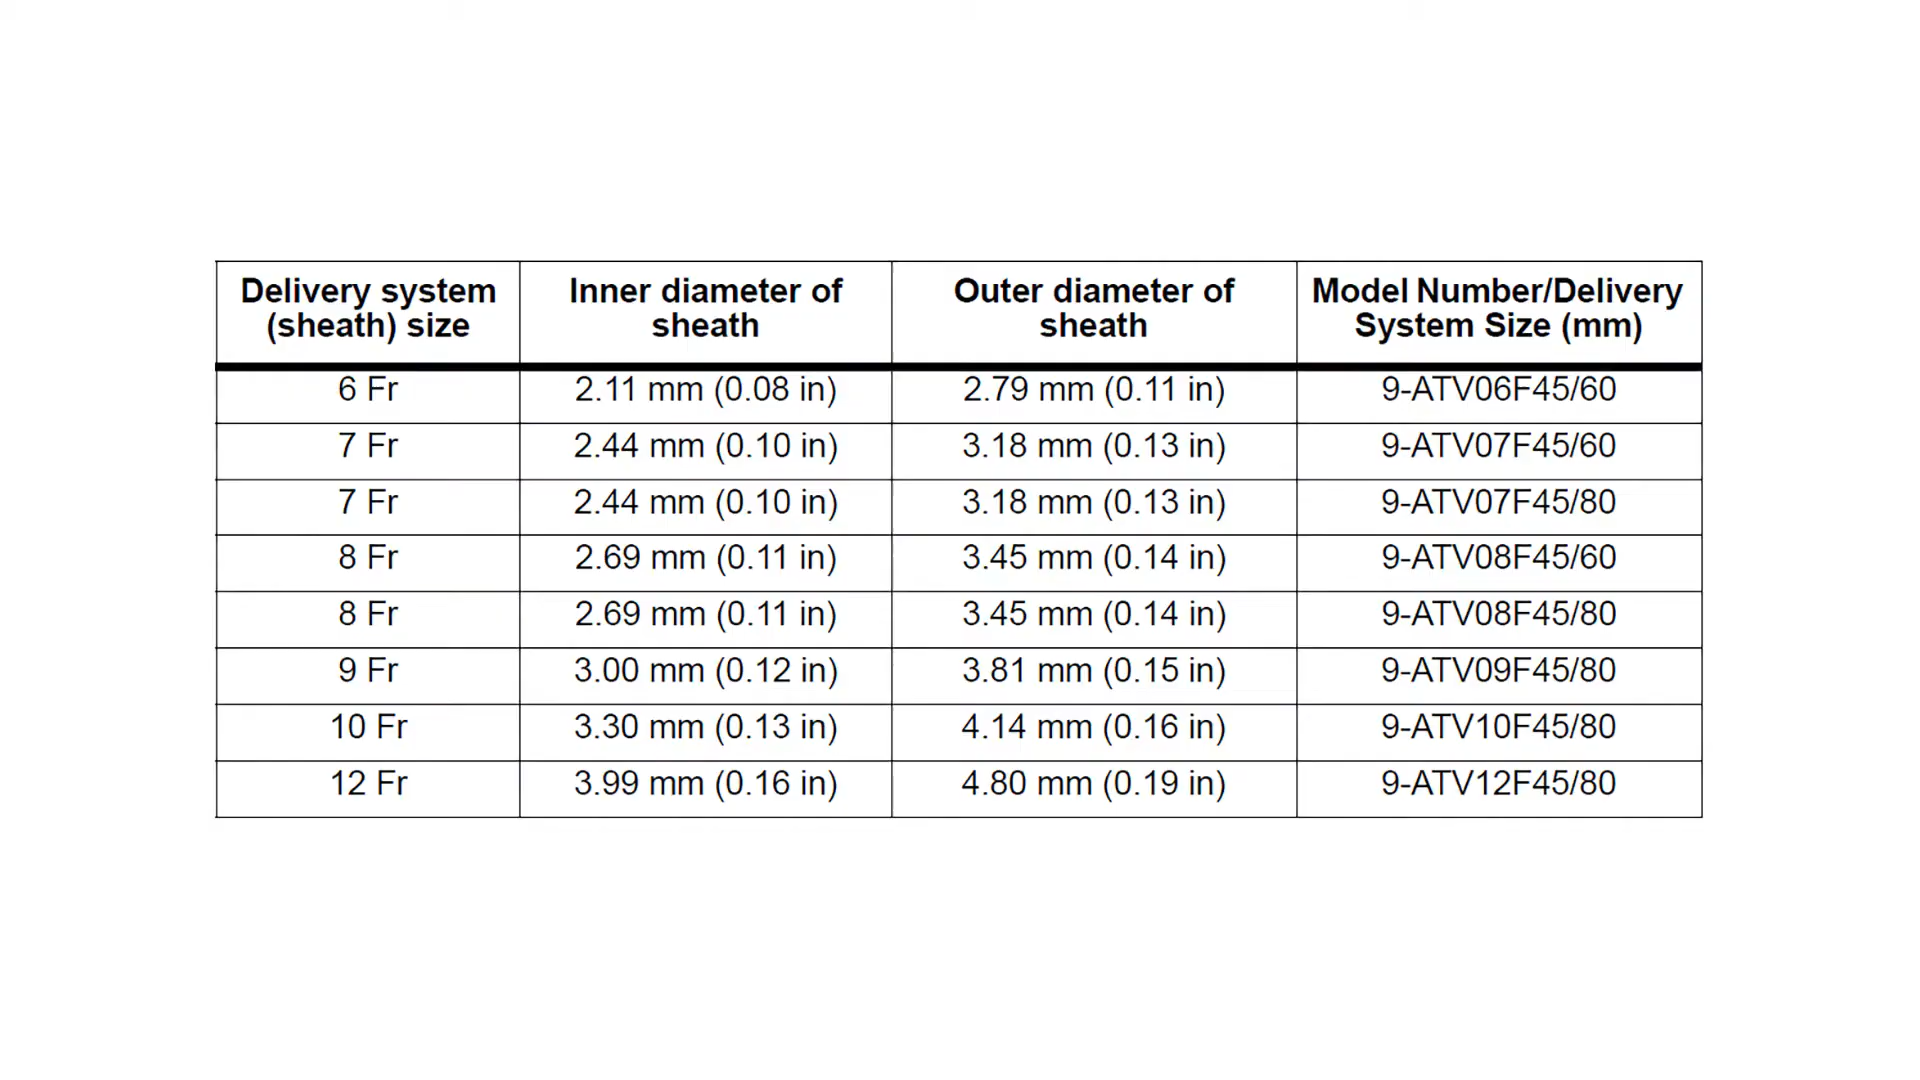 Delivery system (sheath) size	Inner diameter of sheath	Outer diameter of sheath	Model Number/Delivery System Size (mm)
6 Fr	2.11 mm (0.08 in)	2.79 mm (0.11 in)	9-ATV06F45/60
7 Fr	2.44 mm (0.10 in)	3.18 mm (0.13 in)	9-ATV07F45/60
7 Fr	2.44 mm (0.10 in)	3.18 mm (0.13 in)	9-ATV07F45/80
8 Fr	2.69 mm (0.11 in)	3.45 mm (0.14 in)	9-ATV08F45/60
8 Fr	2.69 mm (0.11 in)	3.45 mm (0.14 in)	9-ATV08F45/80
9 Fr	3.00 mm (0.12 in)	3.81 mm (0.15 in)	9-ATV09F45/80
10 Fr	3.30 mm (0.13 in)	4.14 mm (0.16 in)	9-ATV10F45/80
12 Fr	3.99 mm (0.16 in)	4.80 mm (0.19 in)	9-ATV12F45/80